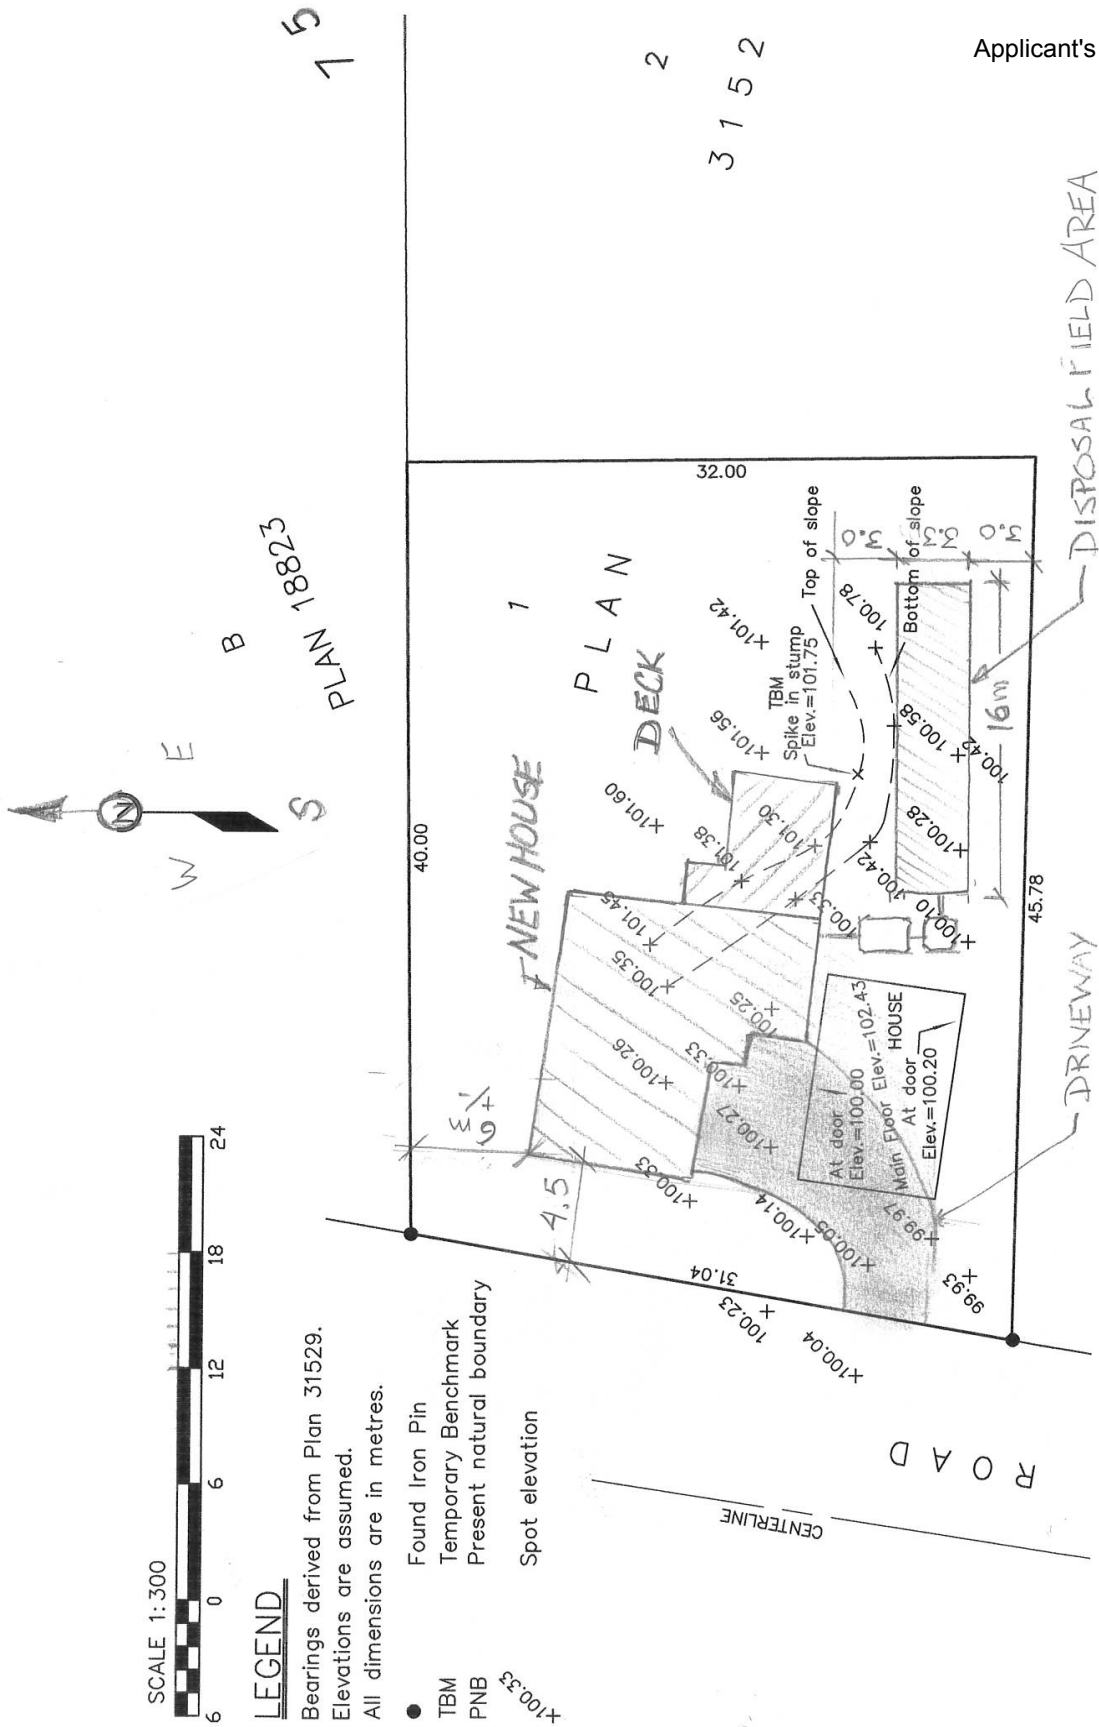 Applicant's
SCALE 1:300
6 0 6 12 18 24
LEGEND
Bearings derived from Plan 31529.
Elevations are assumed.
All dimensions are in metres.
● Found Iron Pin
TBM Temporary Benchmark
PNB Present natural boundary
+100.33 Spot elevation
N
W E
S
B
PLAN 18823
1 5
2
3 1 5 2
1
PLAN
40.00
32.00
45.78
31.04
NEW HOUSE
DECK
4.5
Top of slope
Bottom of slope
TBM
Spike in stump
Elev.=101.75
3.0
3.3
3.0
16m
DISPOSAL FIELD AREA
DRIVEWAY
At door
Elev.=100.00
Main Floor Elev.=102.43
HOUSE
At door
Elev.=100.20
+101.42
+101.56
+101.60
+101.38
+101.30
+101.45
100.35
100.33
100.42
100.78
100.58
100.42
+100.28
+100.10
100.25
100.26
+100.33
+100.27
+100.33
+100.14
+100.05
+99.97
99.93
100.23
+100.04
CENTERLINE
ROAD